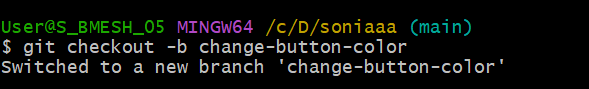 User@S_BMESH_05 MINGW64 /c/D/soniaaa (main)
$ git checkout -b change-button-color
Switched to a new branch 'change-button-color'